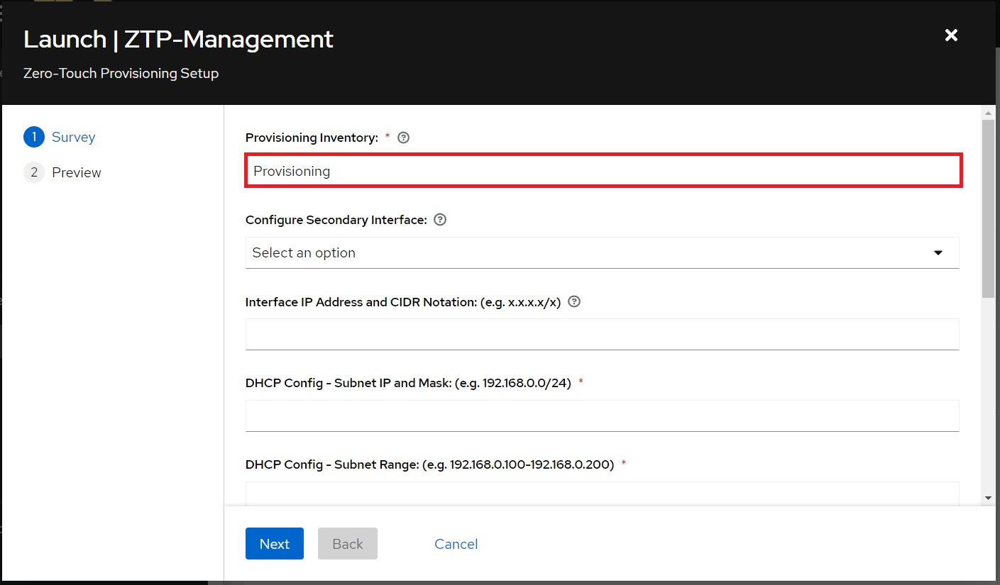 Launch | ZTP-Management
Zero-Touch Provisioning Setup
1 Survey
2 Preview
Provisioning Inventory: *
Provisioning
Configure Secondary Interface:
Select an option
Interface IP Address and CIDR Notation: (e.g. x.x.x.x/x)
DHCP Config - Subnet IP and Mask: (e.g. 192.168.0.0/24) *
DHCP Config - Subnet Range: (e.g. 192.168.0.100-192.168.0.200) *
Next Back Cancel